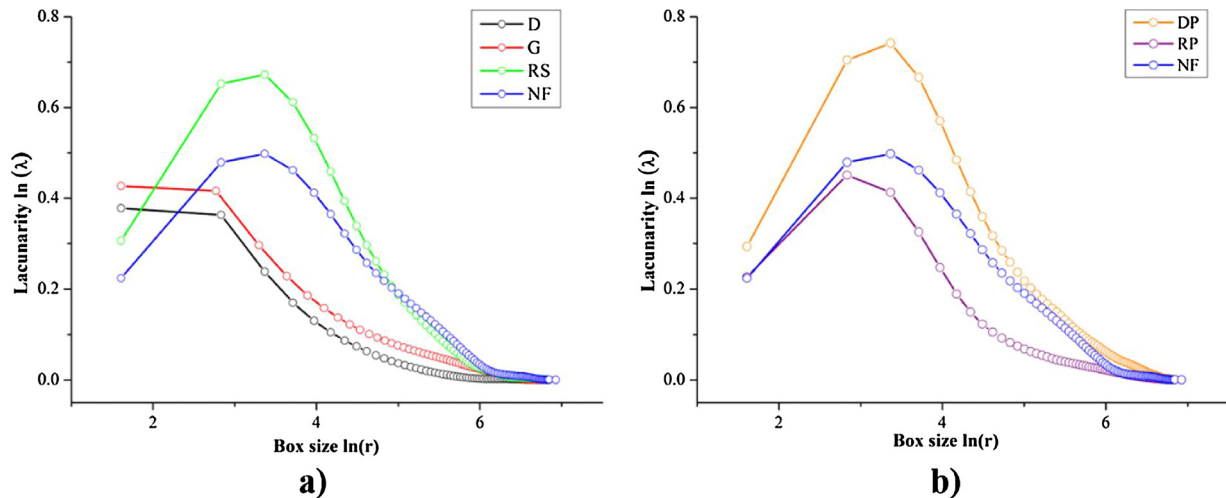 0.8
0.6
0.4
0.2
0.0
Lacunarity ln (λ)
D
G
RS
NF
2
4
6
Box size ln(r)
a)
0.8
0.6
0.4
0.2
0.0
Lacunarity ln (λ)
DP
RP
NF
2
4
6
Box size ln(r)
b)